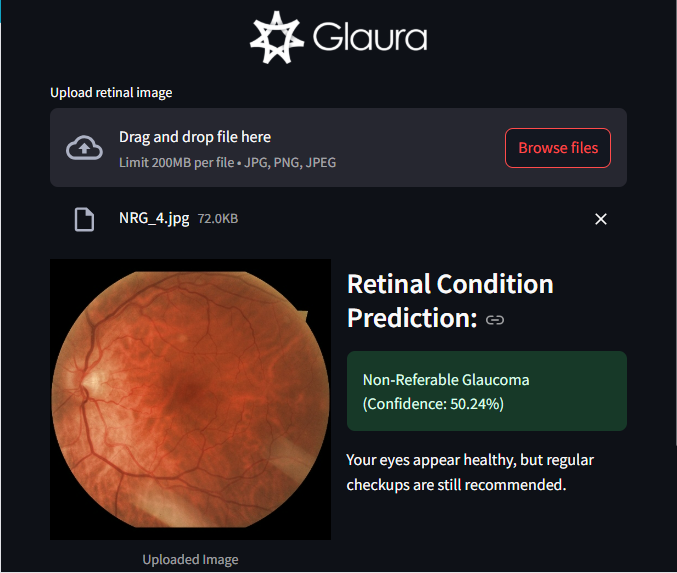 Glaura
Upload retinal image
Drag and drop file here
Limit 200MB per file • JPG, PNG, JPEG
Browse files
NRG_4.jpg 72.0KB
Retinal Condition
Prediction:
Non-Referable Glaucoma
(Confidence: 50.24%)
Your eyes appear healthy, but regular
checkups are still recommended.
Uploaded Image